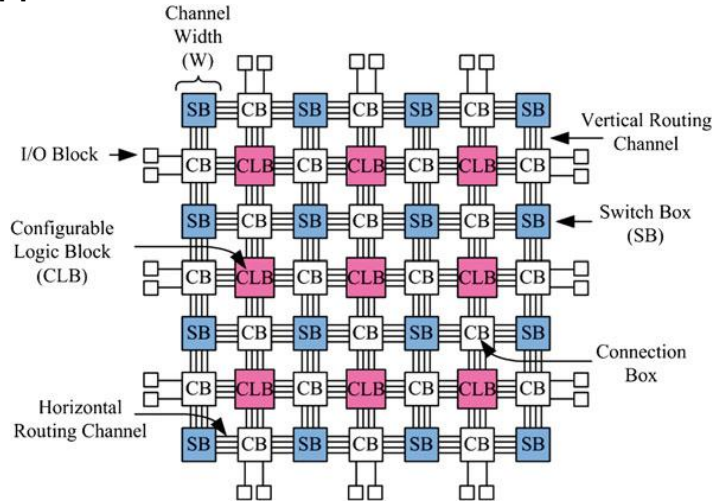 Channel
Width
(W)
SB CB SB CB SB CB SB
Vertical Routing
Channel
I/O Block
CB CLB CB CLB CB CLB CB
SB CB SB CB SB CB SB
Switch Box
(SB)
Configurable
Logic Block
(CLB)
CB CLB CB CLB CB CLB CB
SB CB SB CB SB CB SB
Connection
Box
CB CLB CB CLB CB CLB CB
Horizontal
Routing Channel
SB CB SB CB SB CB SB